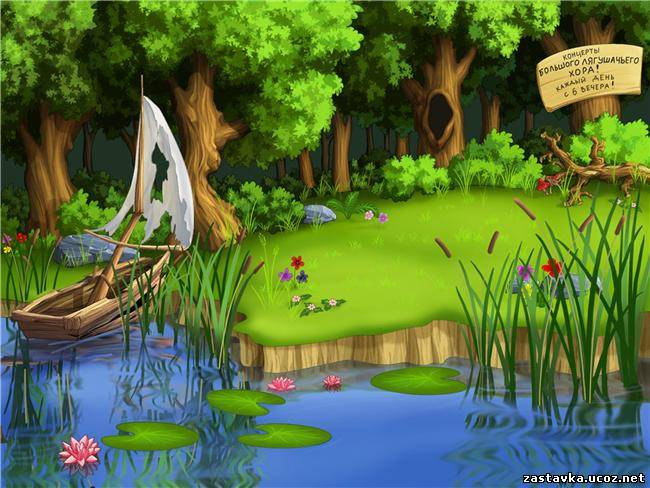 КОНЦЕРТЫ
БОЛЬШОГО ЛЯГУШАЧЬЕГО
ХОРА!
КАЖДЫЙ ДЕНЬ
С 6 ВЕЧЕРА!
zastavka.ucoz.net